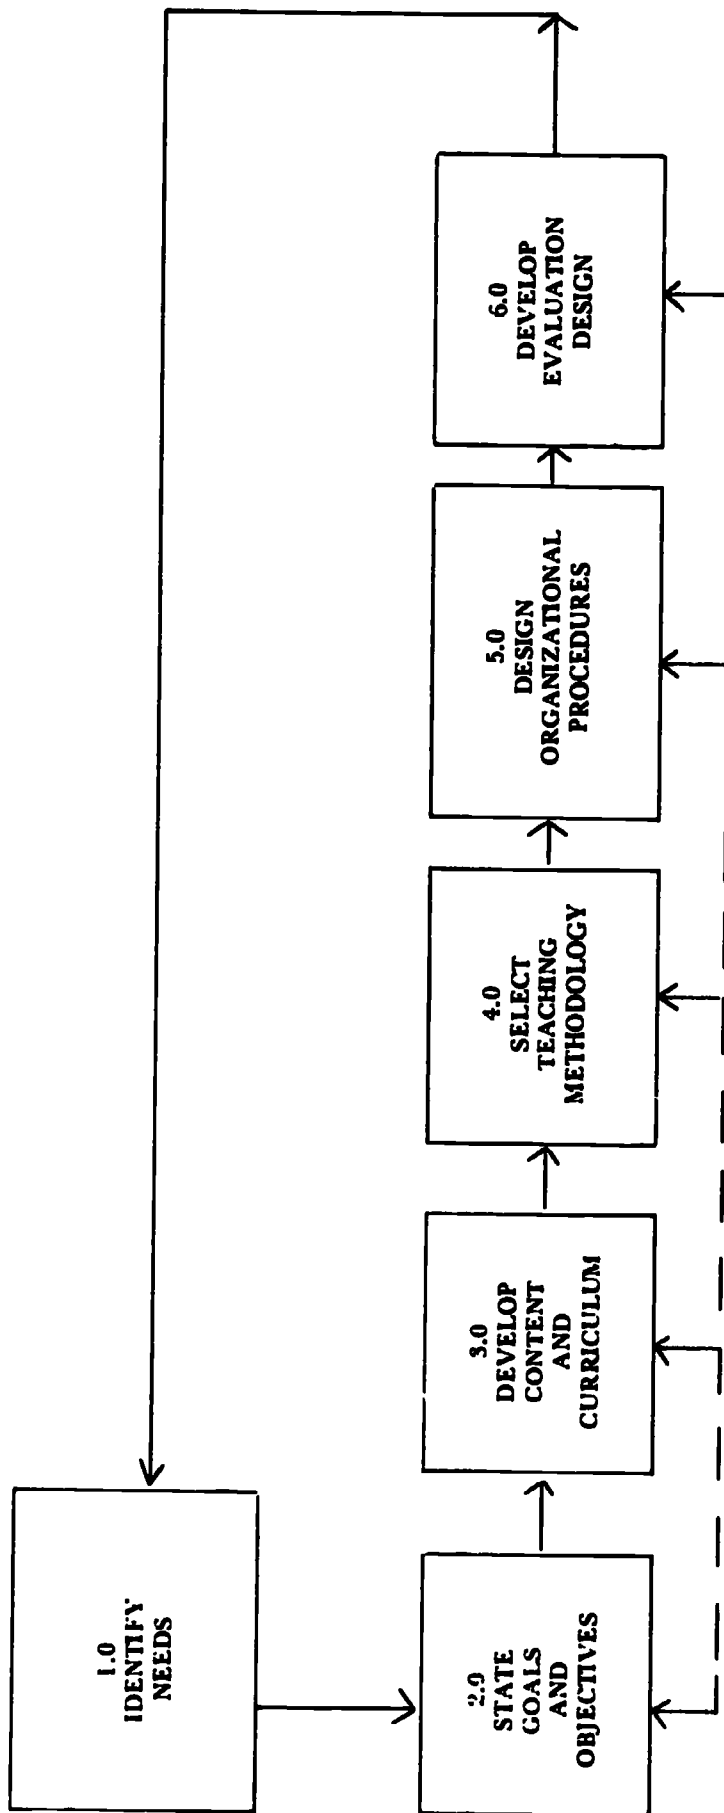 1.0
IDENTIFY
NEEDS
2.0
STATE
GOALS
AND
OBJECTIVES
3.0
DEVELOP
CONTENT
AND
CURRICULUM
4.0
SELECT
TEACHING
METHODOLOGY
5.0
DESIGN
ORGANIZATIONAL
PROCEDURES
6.0
DEVELOP
EVALUATION
DESIGN